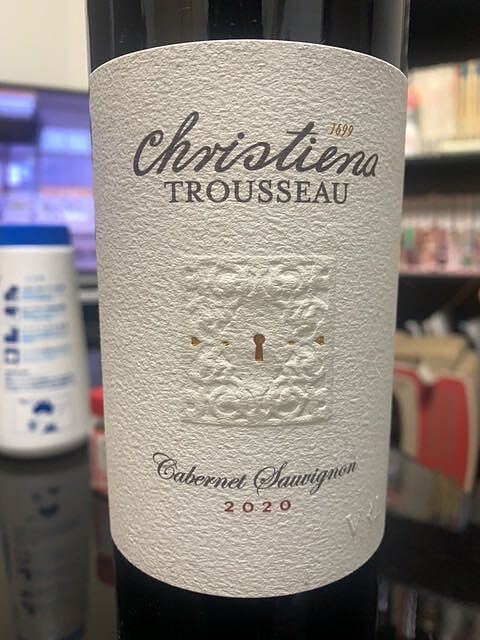 1699
Christiena
TROUSSEAU
Cabernet Sauvignon
2020